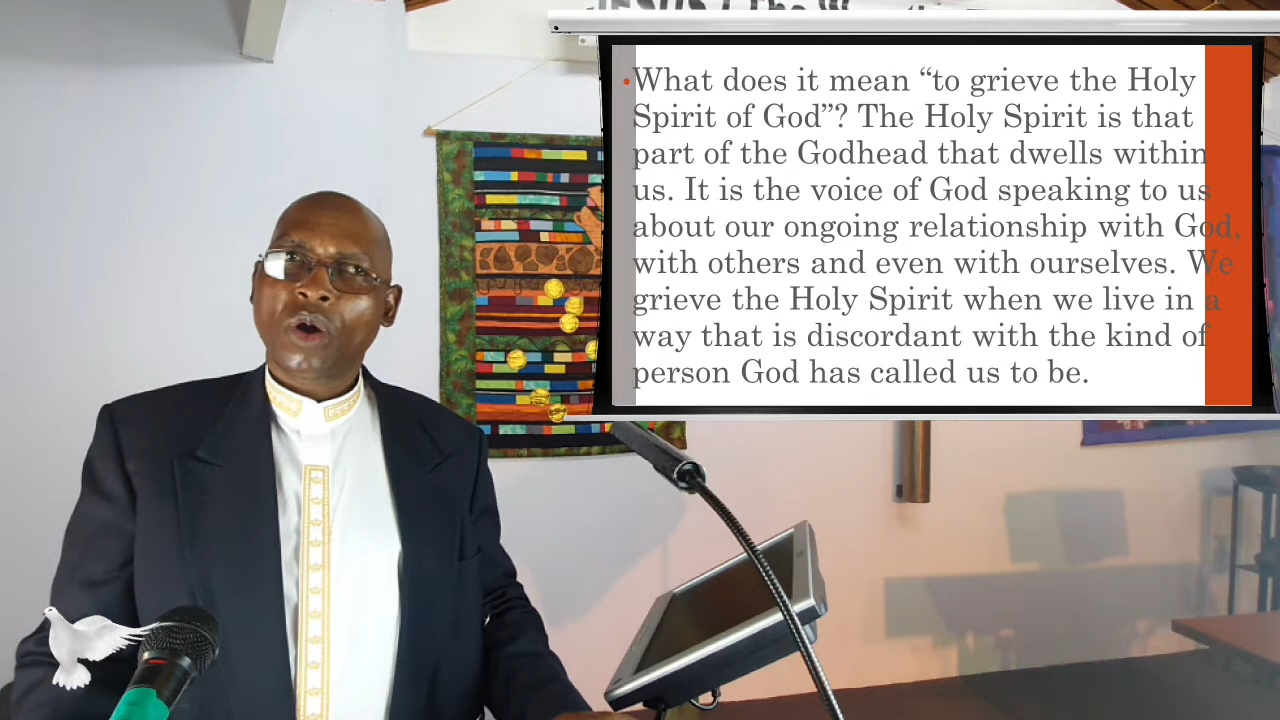 JESUS
• What does it mean “to grieve the Holy
Spirit of God”? The Holy Spirit is that
part of the Godhead that dwells within
us. It is the voice of God speaking to us
about our ongoing relationship with God,
with others and even with ourselves. We
grieve the Holy Spirit when we live in a
way that is discordant with the kind of
person God has called us to be.